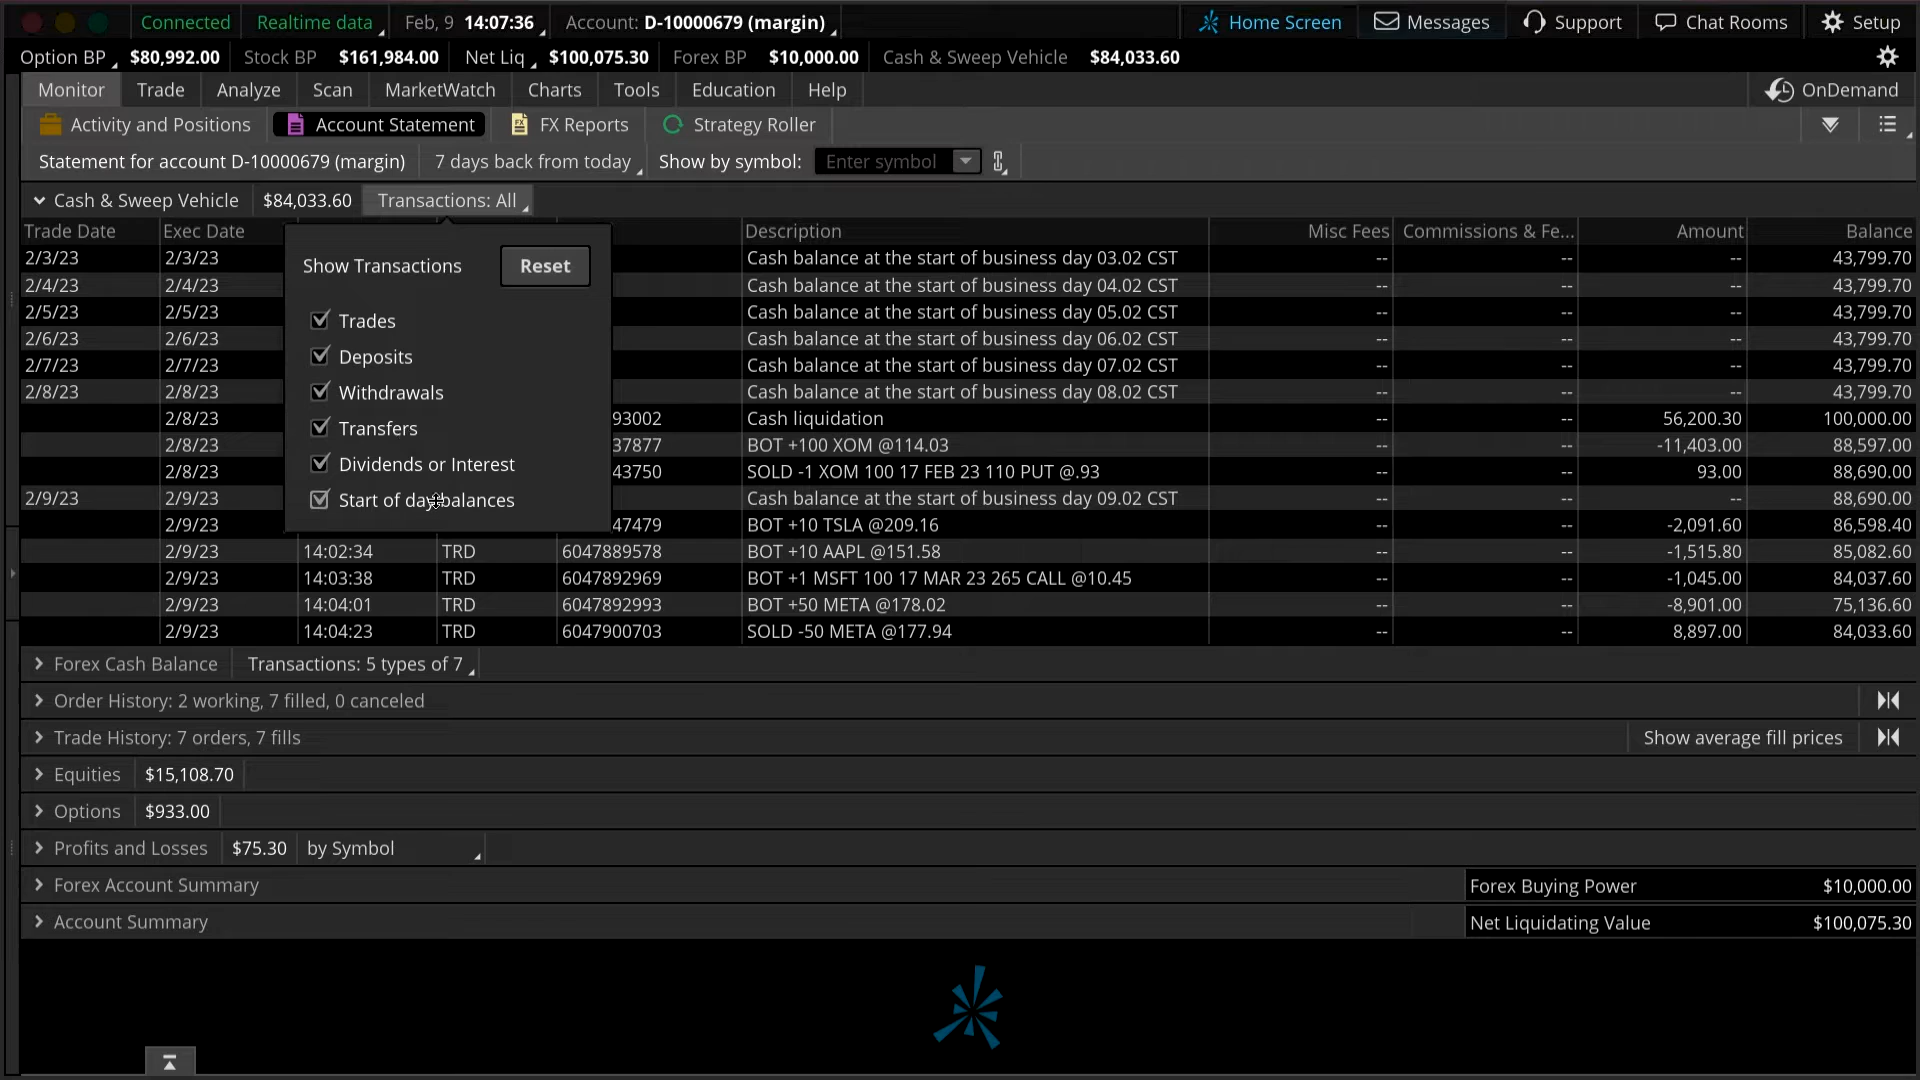 Connected Realtime data Feb, 9 14:07:36 Account: D-10000679 (margin) Home Screen Messages Support Chat Rooms Setup
Option BP $80,992.00 Stock BP $161,984.00 Net Liq $100,075.30 Forex BP $10,000.00 Cash & Sweep Vehicle $84,033.60
Monitor Trade Analyze Scan MarketWatch Charts Tools Education Help OnDemand
Activity and Positions Account Statement FX Reports Strategy Roller
Statement for account D-10000679 (margin) 7 days back from today Show by symbol: Enter symbol
Cash & Sweep Vehicle $84,033.60 Transactions: All
Trade Date Exec Date Description Misc Fees Commissions & Fe... Amount Balance
2/3/23 2/3/23 Cash balance at the start of business day 03.02 CST -- -- -- 43,799.70
Show Transactions Reset
2/4/23 2/4/23 Cash balance at the start of business day 04.02 CST -- -- -- 43,799.70
2/5/23 2/5/23 Trades Cash balance at the start of business day 05.02 CST -- -- -- 43,799.70
2/6/23 2/6/23 Deposits Cash balance at the start of business day 06.02 CST -- -- -- 43,799.70
2/7/23 2/7/23 Cash balance at the start of business day 07.02 CST -- -- -- 43,799.70
2/8/23 2/8/23 Withdrawals Cash balance at the start of business day 08.02 CST -- -- -- 43,799.70
2/8/23 Transfers 93002 Cash liquidation -- -- 56,200.30 100,000.00
2/8/23 37877 BOT +100 XOM @114.03 -- -- -11,403.00 88,597.00
2/8/23 Dividends or Interest 43750 SOLD -1 XOM 100 17 FEB 23 110 PUT @.93 -- -- 93.00 88,690.00
2/9/23 2/9/23 Start of day balances Cash balance at the start of business day 09.02 CST -- -- -- 88,690.00
2/9/23 47479 BOT +10 TSLA @209.16 -- -- -2,091.60 86,598.40
2/9/23 14:02:34 TRD 6047889578 BOT +10 AAPL @151.58 -- -- -1,515.80 85,082.60
2/9/23 14:03:38 TRD 6047892969 BOT +1 MSFT 100 17 MAR 23 265 CALL @10.45 -- -- -1,045.00 84,037.60
2/9/23 14:04:01 TRD 6047892993 BOT +50 META @178.02 -- -- -8,901.00 75,136.60
2/9/23 14:04:23 TRD 6047900703 SOLD -50 META @177.94 -- -- 8,897.00 84,033.60
Forex Cash Balance Transactions: 5 types of 7
Order History: 2 working, 7 filled, 0 canceled
Trade History: 7 orders, 7 fills Show average fill prices
Equities $15,108.70
Options $933.00
Profits and Losses $75.30 by Symbol
Forex Account Summary Forex Buying Power $10,000.00
Account Summary Net Liquidating Value $100,075.30